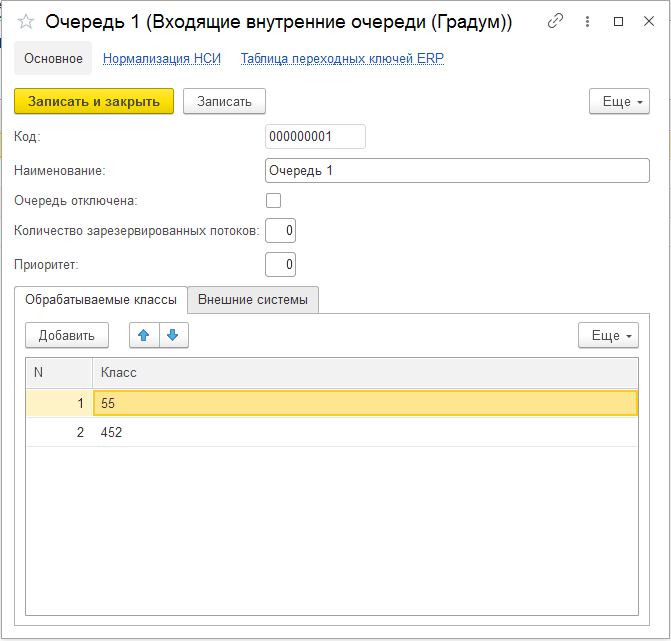 Очередь 1 (Входящие внутренние очереди (Градум))
Основное Нормализация НСИ Таблица переходных ключей ERP
Записать и закрыть Записать Еще
Код: 000000001
Наименование: Очередь 1
Очередь отключена:
Количество зарезервированных потоков: 0
Приоритет: 0
Обрабатываемые классы Внешние системы
Добавить Еще
N Класс
1 55
2 452